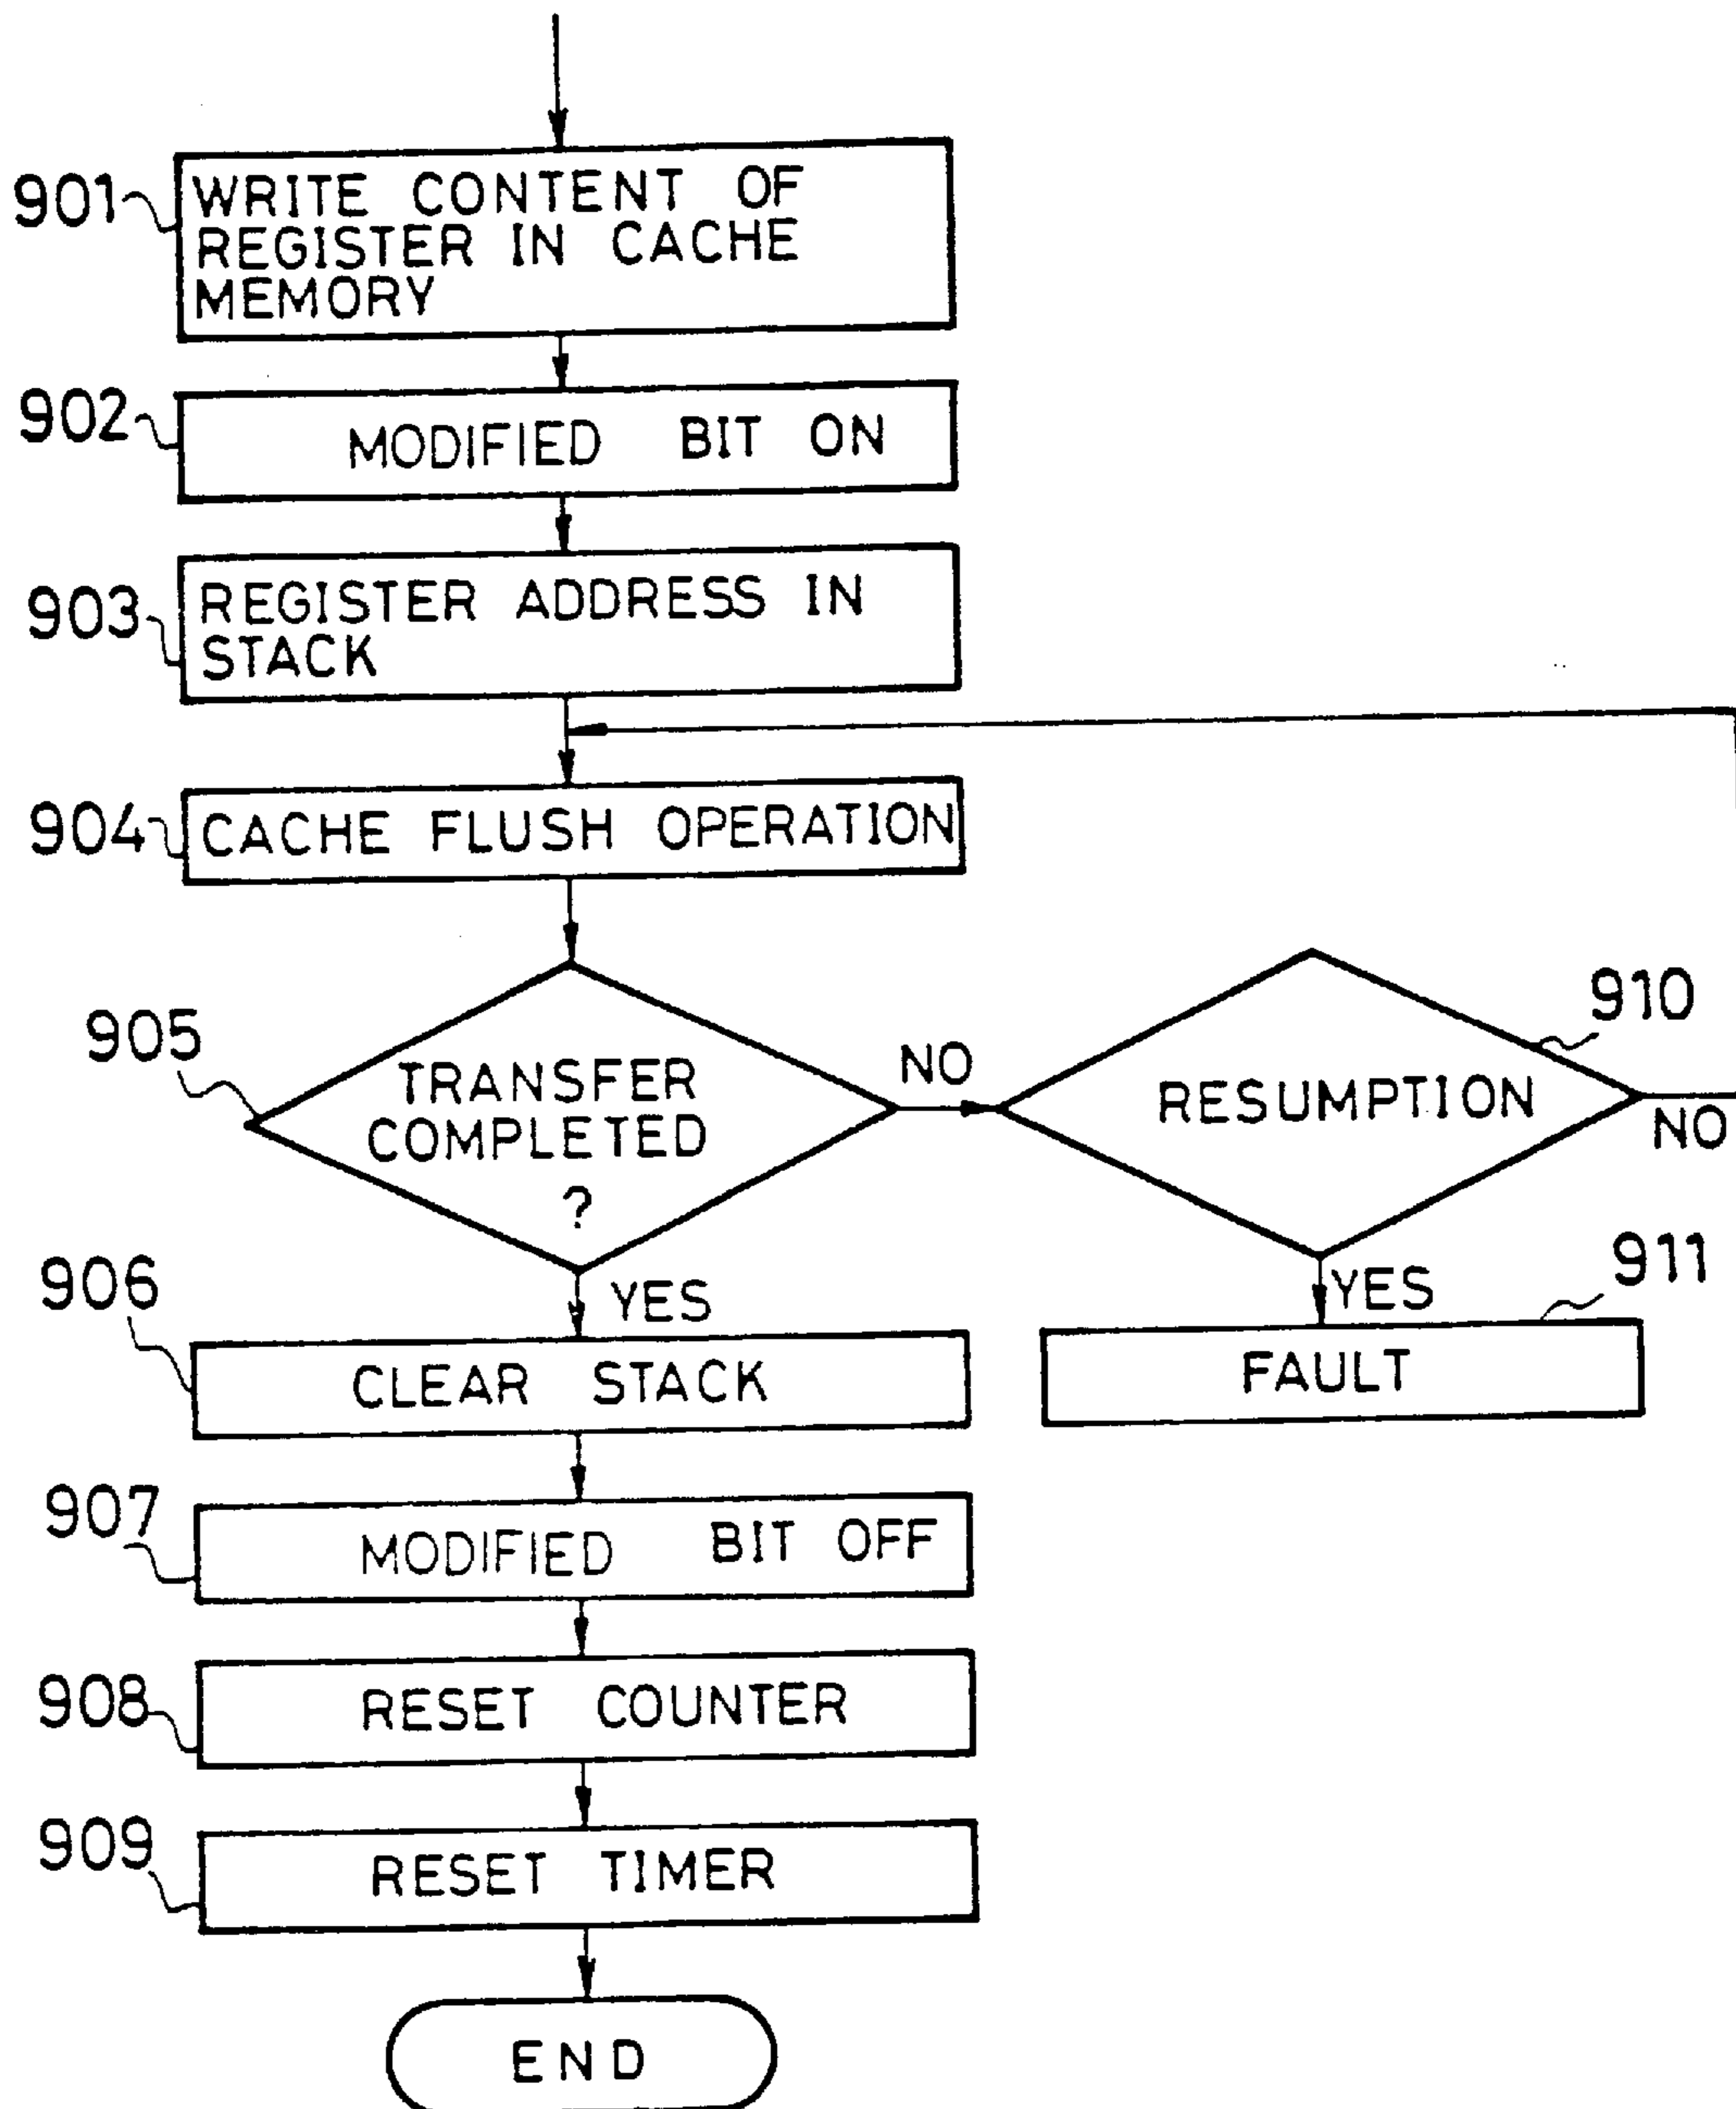 901
WRITE CONTENT OF
REGISTER IN CACHE
MEMORY
902
MODIFIED BIT ON
903
REGISTER ADDRESS IN
STACK
904
CACHE FLUSH OPERATION
905
TRANSFER
COMPLETED
?
NO
910
RESUMPTION
NO
YES
906
CLEAR STACK
YES
911
FAULT
907
MODIFIED BIT OFF
908
RESET COUNTER
909
RESET TIMER
END